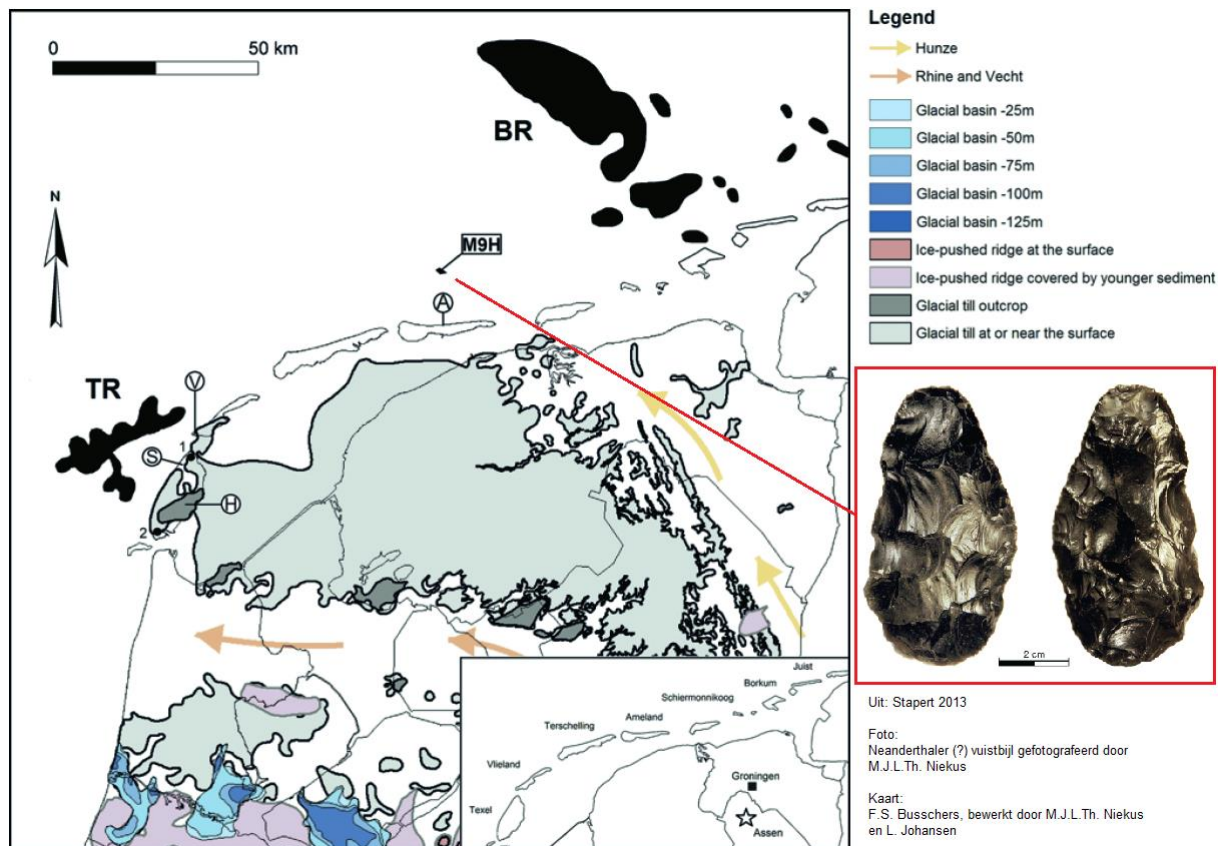 0 50 km
BR
N
M9H
A
TR
V
1
S
H
2
Legend
Hunze
Rhine and Vecht
Glacial basin -25m
Glacial basin -50m
Glacial basin -75m
Glacial basin -100m
Glacial basin -125m
Ice-pushed ridge at the surface
Ice-pushed ridge covered by younger sediment
Glacial till outcrop
Glacial till at or near the surface
2 cm
Juist
Borkum
Schiermonnikoog
Ameland
Terschelling
Vlieland
Texel
Groningen
Assen
Uit: Stapert 2013
Foto:
Neanderthaler (?) vuistbijl gefotografeerd door
M.J.L.Th. Niekus
Kaart:
F.S. Busschers, bewerkt door M.J.L.Th. Niekus
en L. Johansen